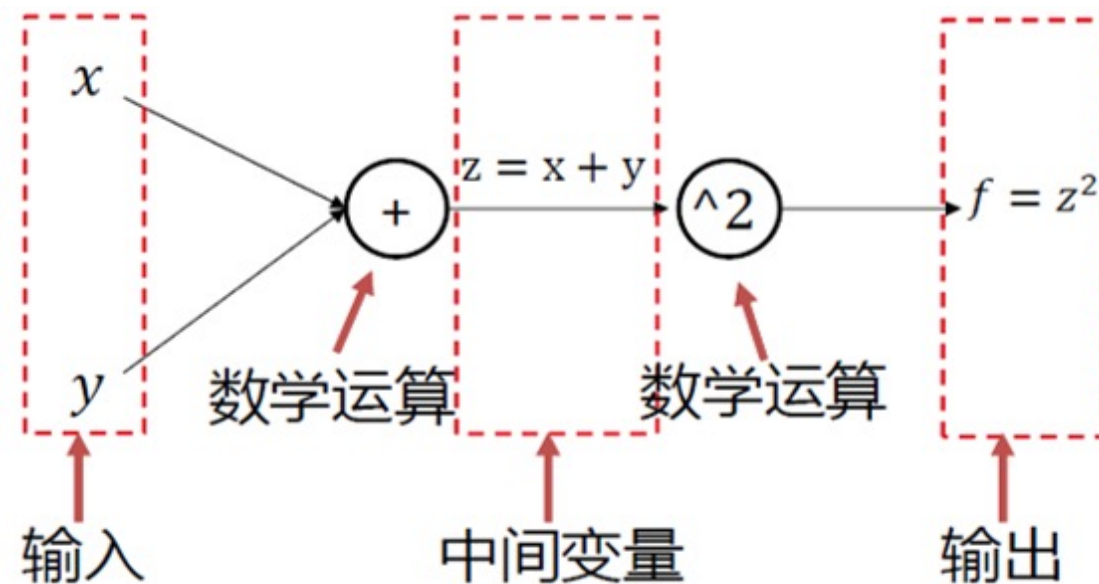 x
z = x + y
+
^2
f = z²
y
数学运算
数学运算
输入
中间变量
输出